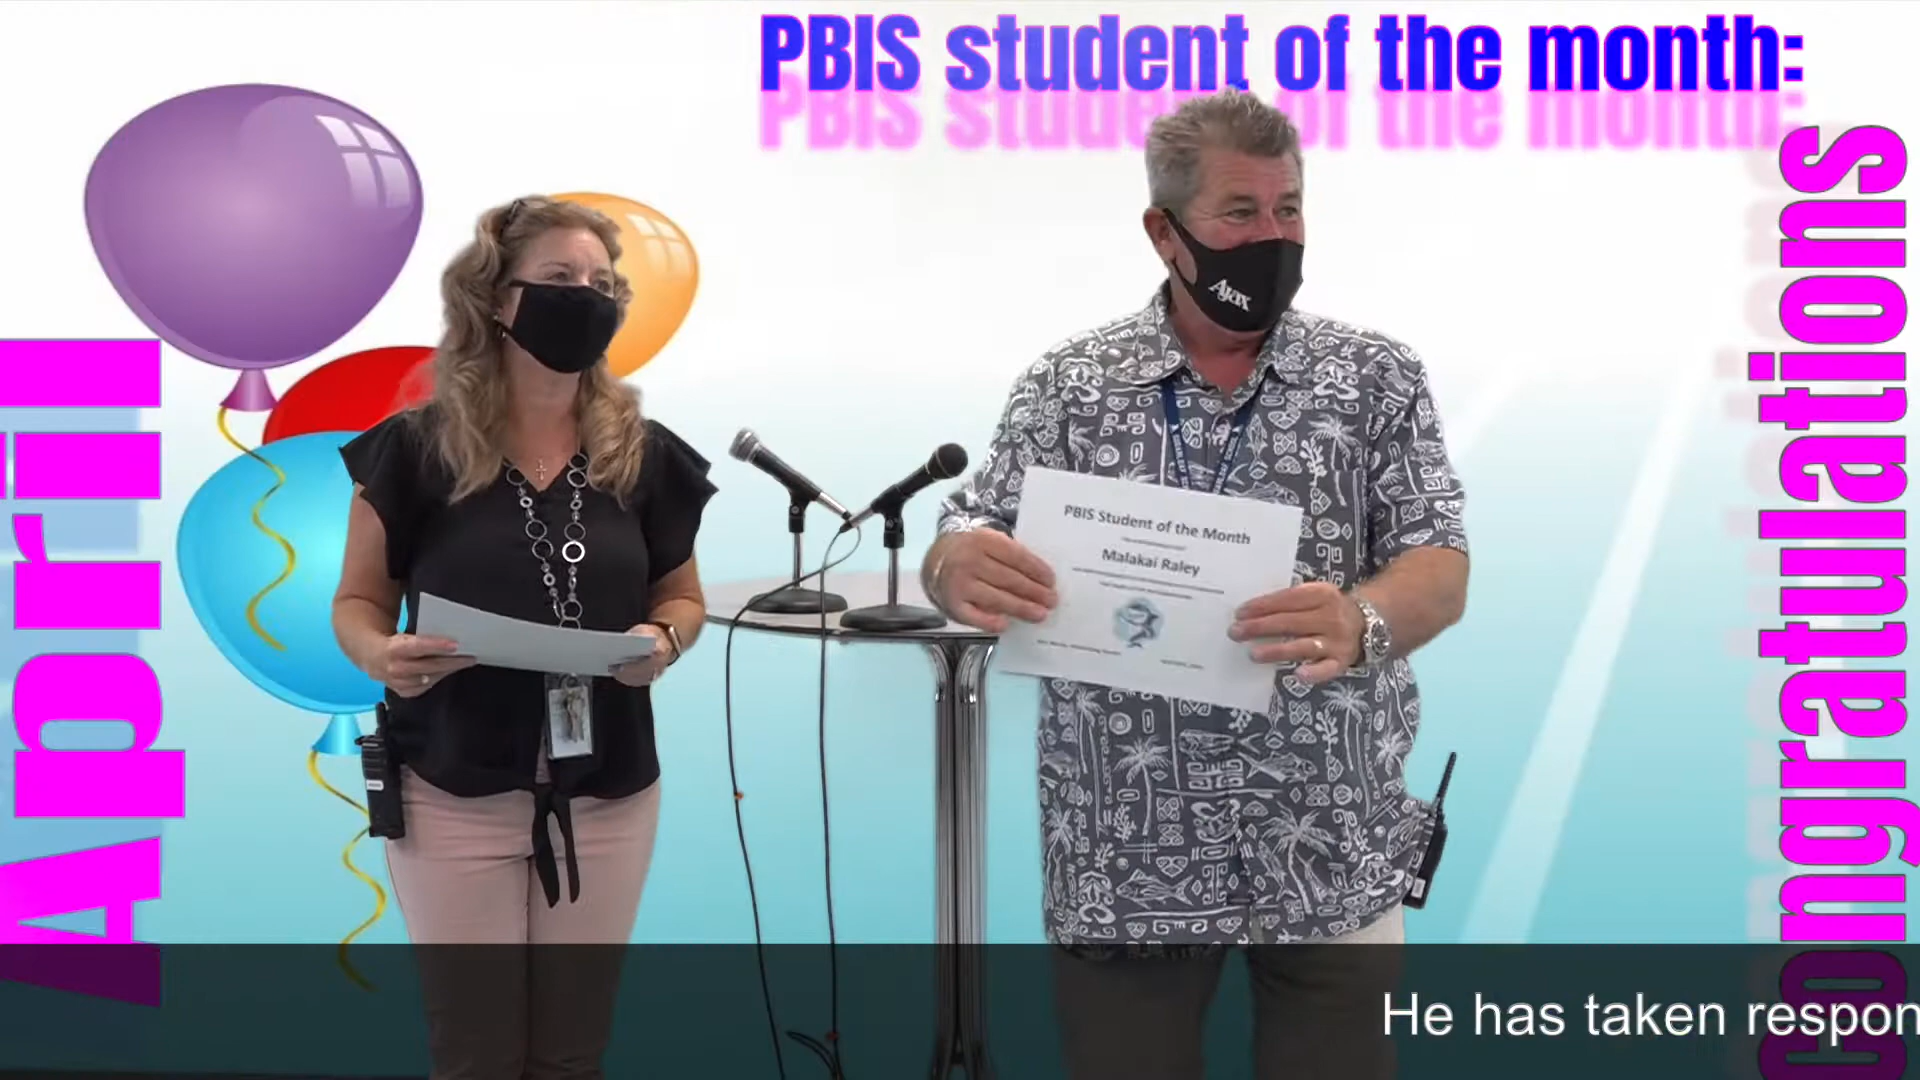 PBIS student of the month:
April
Congratulations
Ajax
PBIS Student of the Month
Malakai Raley
He has taken respon